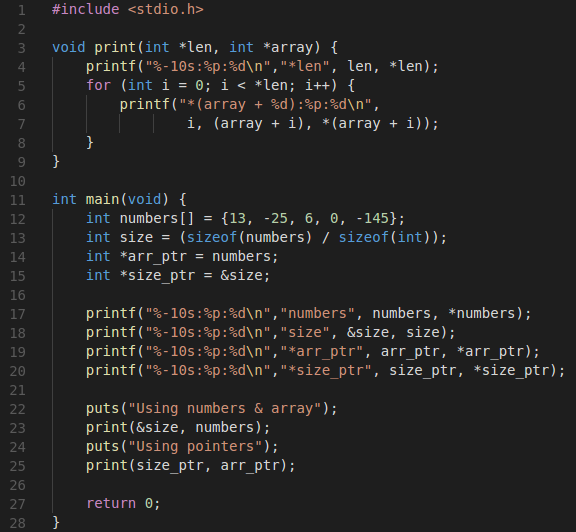 1 #include <stdio.h>
2
3 void print(int *len, int *array) {
4     printf("%-10s:%p:%d\n","*len", len, *len);
5     for (int i = 0; i < *len; i++) {
6         printf("*(array + %d):%p:%d\n",
7                 i, (array + i), *(array + i));
8     }
9 }
10
11 int main(void) {
12     int numbers[] = {13, -25, 6, 0, -145};
13     int size = (sizeof(numbers) / sizeof(int));
14     int *arr_ptr = numbers;
15     int *size_ptr = &size;
16
17     printf("%-10s:%p:%d\n","numbers", numbers, *numbers);
18     printf("%-10s:%p:%d\n","size", &size, size);
19     printf("%-10s:%p:%d\n","*arr_ptr", arr_ptr, *arr_ptr);
20     printf("%-10s:%p:%d\n","*size_ptr", size_ptr, *size_ptr);
21
22     puts("Using numbers & array");
23     print(&size, numbers);
24     puts("Using pointers");
25     print(size_ptr, arr_ptr);
26
27     return 0;
28 }